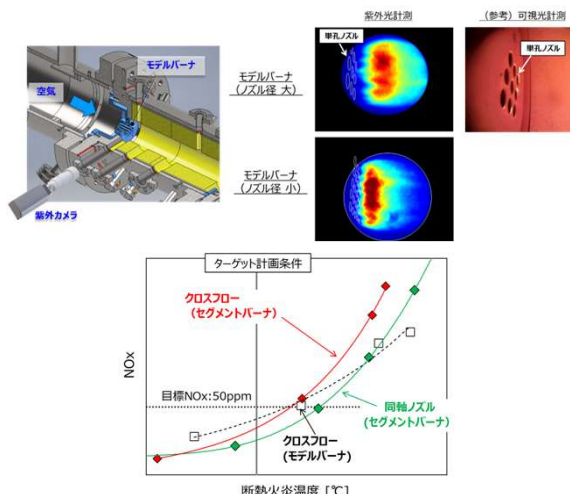 紫外光計測
(参考)可視光計測
モデルバーナ
空気
紫外カメラ
モデルバーナ
(ノズル径 大)
単孔ノズル
単孔ノズル
モデルバーナ
(ノズル径 小)
ターゲット計画条件
クロスフロー
(セグメントバーナ)
目標NOx:50ppm
同軸ノズル
(セグメントバーナ)
クロスフロー
(モデルバーナ)
NOx
断熱火炎温度 [℃]